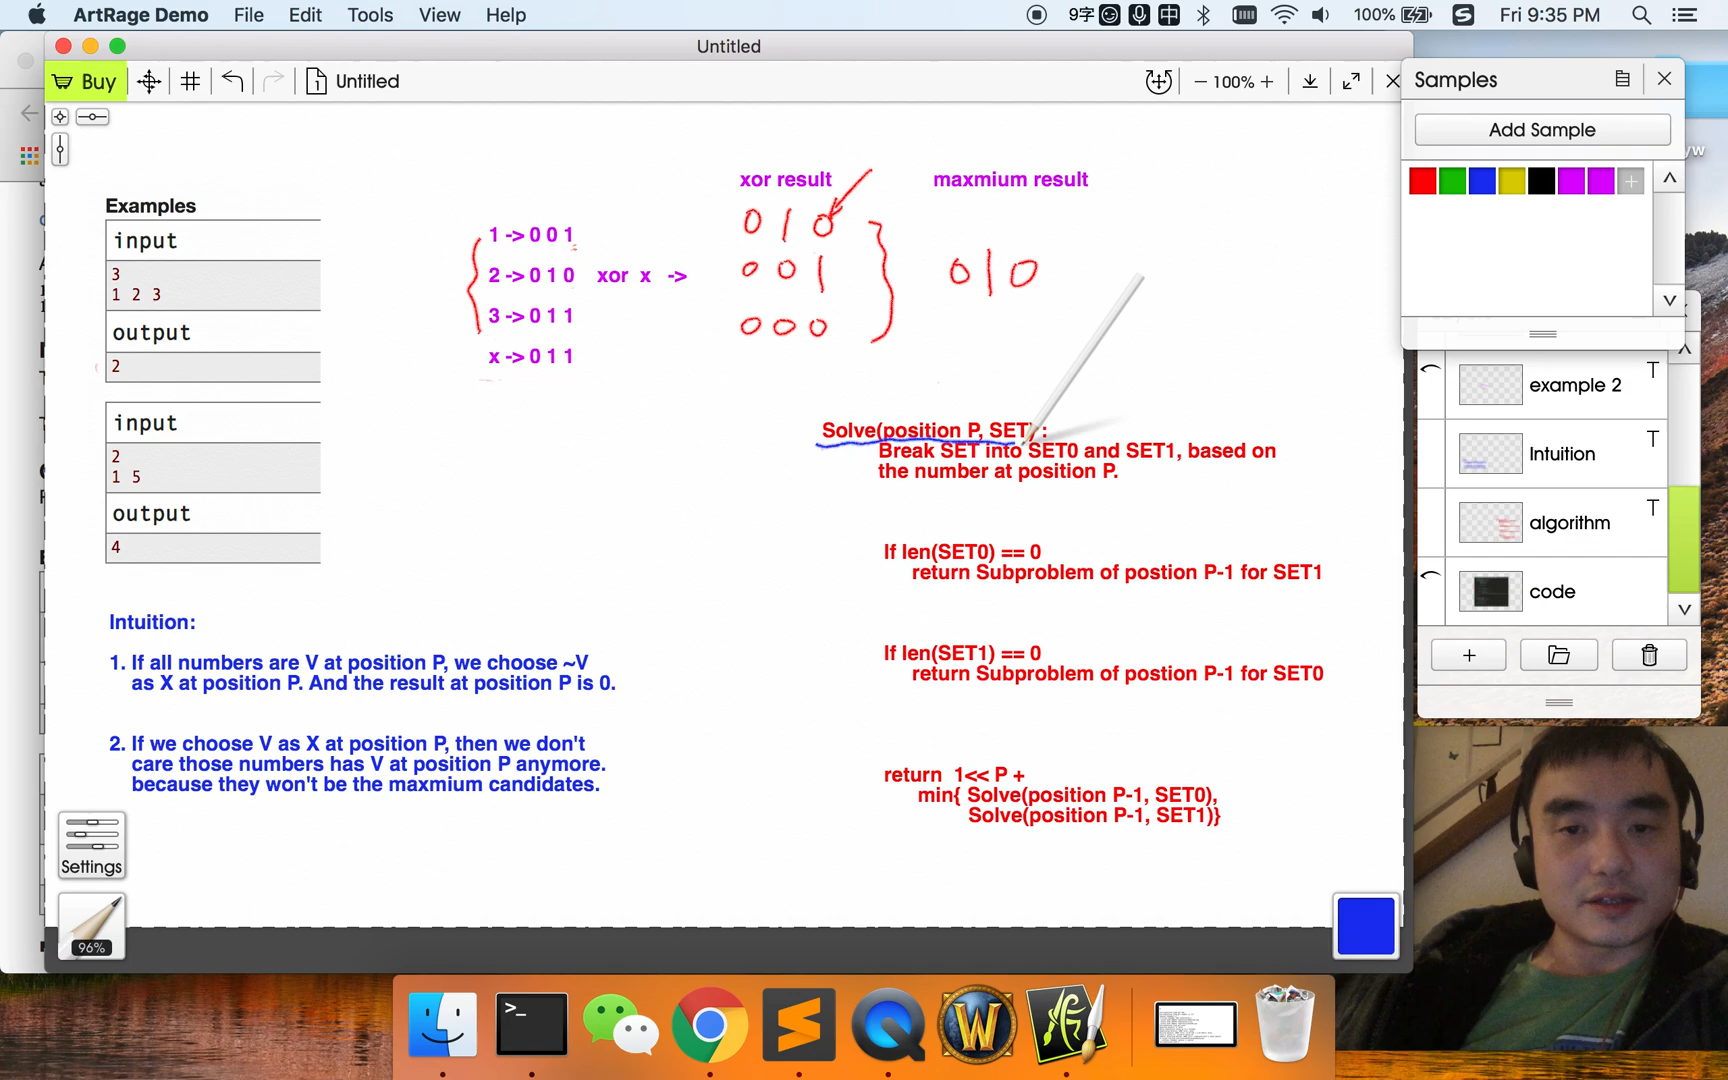 ArtRage Demo File Edit Tools View Help 9字 中 100% S Fri 9:35 PM
Untitled
Buy Untitled 100%
Samples
Add Sample
yw
Examples
input
3
1 2 3
output
2
input
2
1 5
output
4
1 -> 0 0 1
2 -> 0 1 0 xor x ->
3 -> 0 1 1
x -> 0 1 1
xor result
0 1 0
0 0 1
0 0 0
maxmium result
0 1 0
Solve(position P, SET):
Break SET into SET0 and SET1, based on
the number at position P.
If len(SET0) == 0
return Subproblem of postion P-1 for SET1
If len(SET1) == 0
return Subproblem of postion P-1 for SET0
return 1<< P +
min{ Solve(position P-1, SET0),
Solve(position P-1, SET1)}
Intuition:
1. If all numbers are V at position P, we choose ~V
as X at position P. And the result at position P is 0.
2. If we choose V as X at position P, then we don't
care those numbers has V at position P anymore.
because they won't be the maxmium candidates.
Settings
96%
example 2 T
Intuition T
algorithm T
code